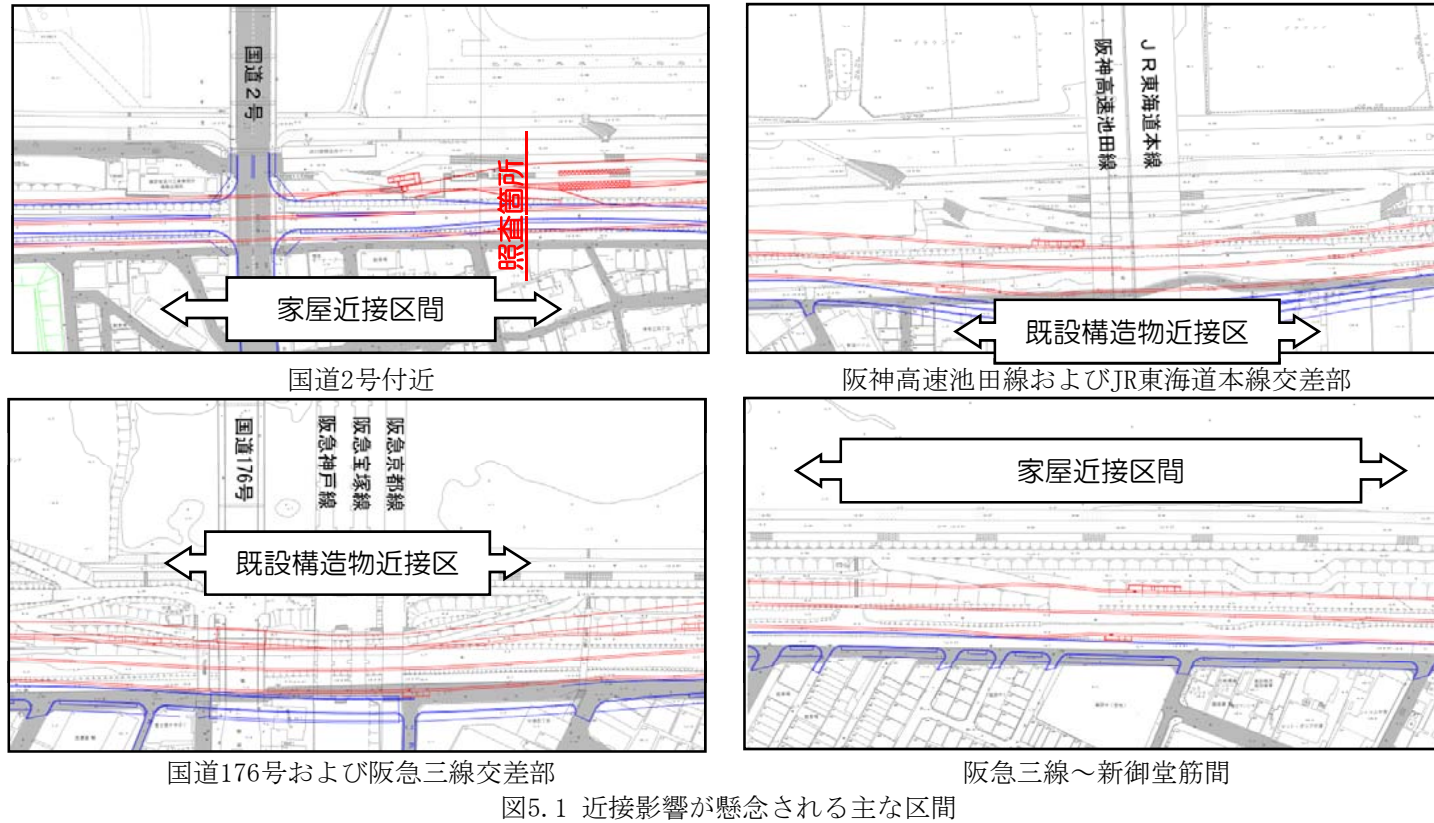 国道2号
照査箇所
家屋近接区間
国道2号付近
JR東海道本線
阪神高速池田線
既設構造物近接区
阪神高速池田線およびJR東海道本線交差部
国道176号
阪急神戸線
阪急宝塚線
阪急京都線
既設構造物近接区
国道176号および阪急三線交差部
家屋近接区間
阪急三線~新御堂筋間
図5.1 近接影響が懸念される主な区間